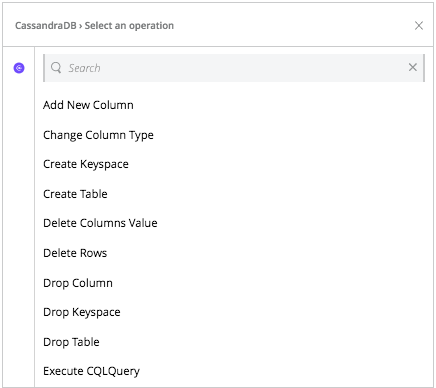 CassandraDB › Select an operation
Search
Add New Column
Change Column Type
Create Keyspace
Create Table
Delete Columns Value
Delete Rows
Drop Column
Drop Keyspace
Drop Table
Execute CQLQuery